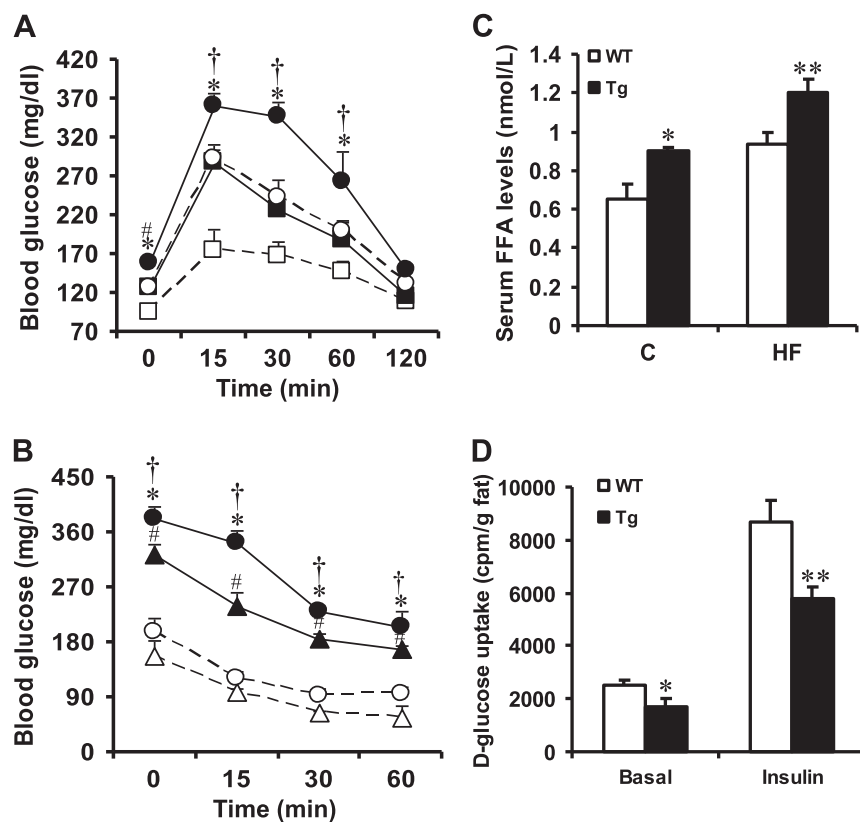 A
Blood glucose (mg/dl)
420
370
320
270
220
170
120
70
#
*
†
*
†
*
†
*
0 15 30 60 120
Time (min)
C
Serum FFA levels (nmol/L)
1.4
1.2
1
0.8
0.6
0.4
0.2
0
WT
Tg
*
**
C HF
B
Blood glucose (mg/dl)
450
360
270
180
90
0
†
*
#
†
*
#
†
*
#
†
*
#
0 15 30 60
Time (min)
D
D-glucose uptake (cpm/g fat)
10000
8000
6000
4000
2000
0
WT
Tg
*
**
Basal Insulin